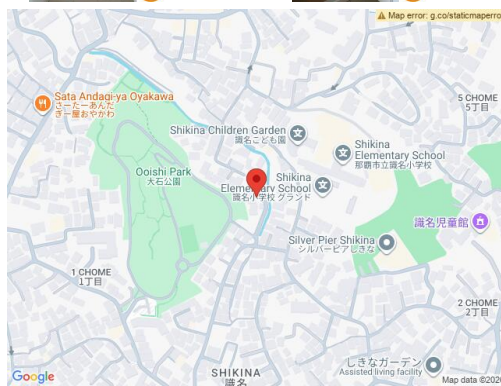 Map error: g.co/staticmaperro
Sata Andagi-ya Oyakawa
さーたーあんだ
ぎー屋おやかわ
5 CHOME
5丁目
Shikina Children Garden
識名こども園
Shikina
Elementary School
那覇市立識名小学校
Ooishi Park
大石公園
Shikina
Elementary School
識名小学校 グランド
識名児童館
Silver Pier Shikina
シルバーピアしきな
1 CHOME
1丁目
2 CHOME
2丁目
SHIKINA
識名
しきなガーデン
Assisted living facility
Google
Map data ©202